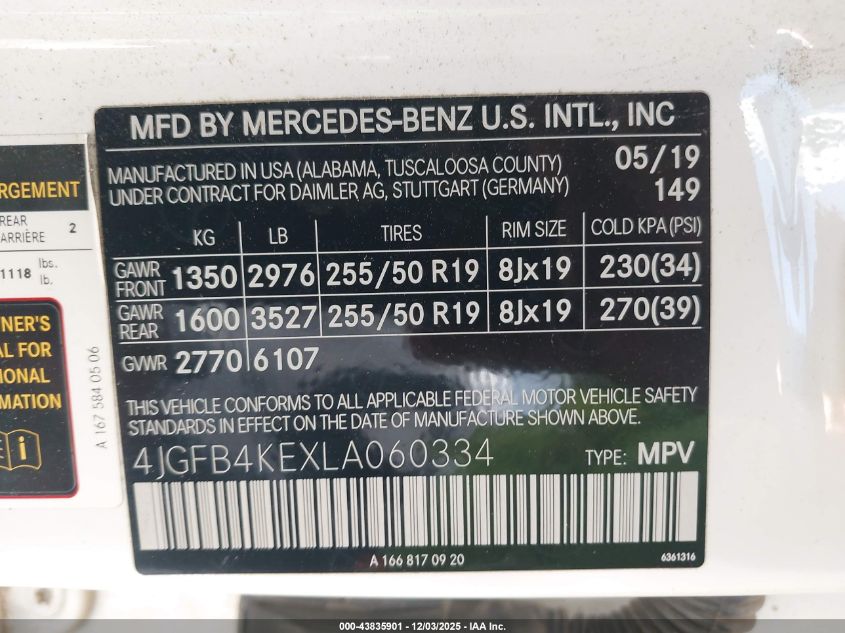 MFD BY MERCEDES-BENZ U.S. INTL., INC
MANUFACTURED IN USA (ALABAMA, TUSCALOOSA COUNTY) 05/19
UNDER CONTRACT FOR DAIMLER AG, STUTTGART (GERMANY) 149
KG LB TIRES RIM SIZE COLD KPA (PSI)
GAWR FRONT 1350 2976 255/50 R19 8Jx19 230(34)
GAWR REAR 1600 3527 255/50 R19 8Jx19 270(39)
GVWR 2770 6107
THIS VEHICLE CONFORMS TO ALL APPLICABLE FEDERAL MOTOR VEHICLE SAFETY
STANDARDS IN EFFECT ON THE DATE OF MANUFACTURE SHOWN ABOVE.
4JGFB4KEXLA060334 TYPE: MPV
A 166 817 09 20 6361316
RGEMENT
REAR
ARRIÈRE 2
1118 lbs.
lb.
NER'S
AL FOR
IONAL
RMATION
i
A 167 584 05 06
000-43835901 - 12/03/2025 - IAA Inc.